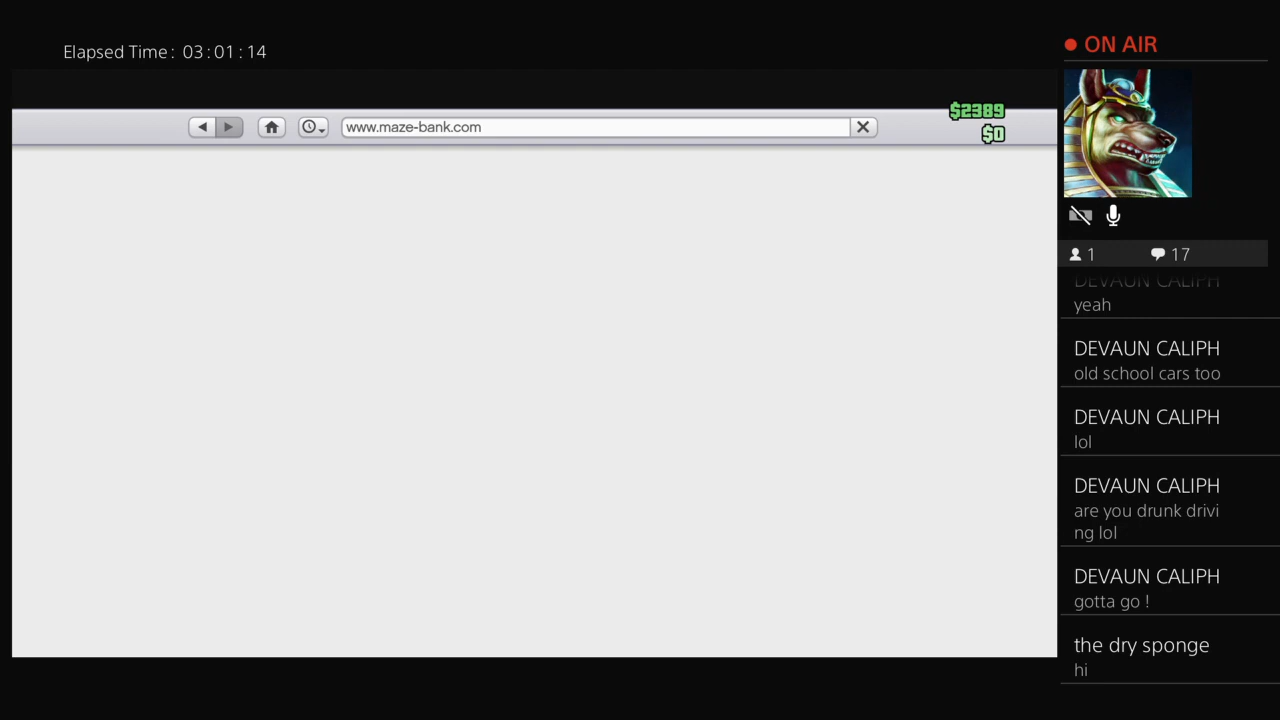 Elapsed Time: 03:01:14
ON AIR
www.maze-bank.com
$2389
$0
1 17
DEVAUN CALIPH
yeah
DEVAUN CALIPH
old school cars too
DEVAUN CALIPH
lol
DEVAUN CALIPH
are you drunk drivi
ng lol
DEVAUN CALIPH
gotta go !
the dry sponge
hi